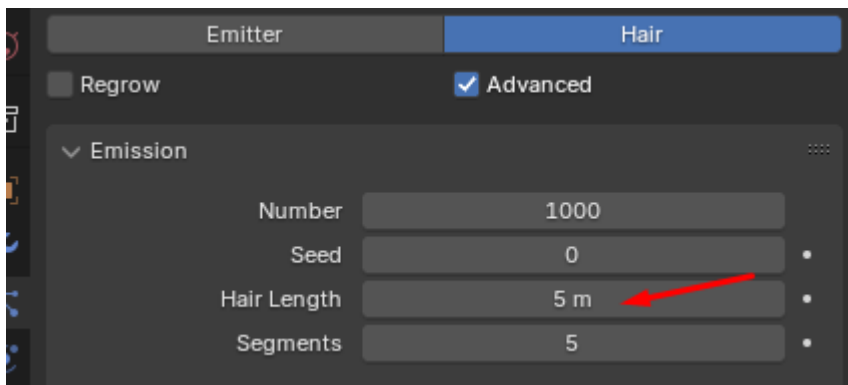 Emitter Hair
Regrow Advanced
Emission
Number 1000
Seed 0
Hair Length 5 m
Segments 5